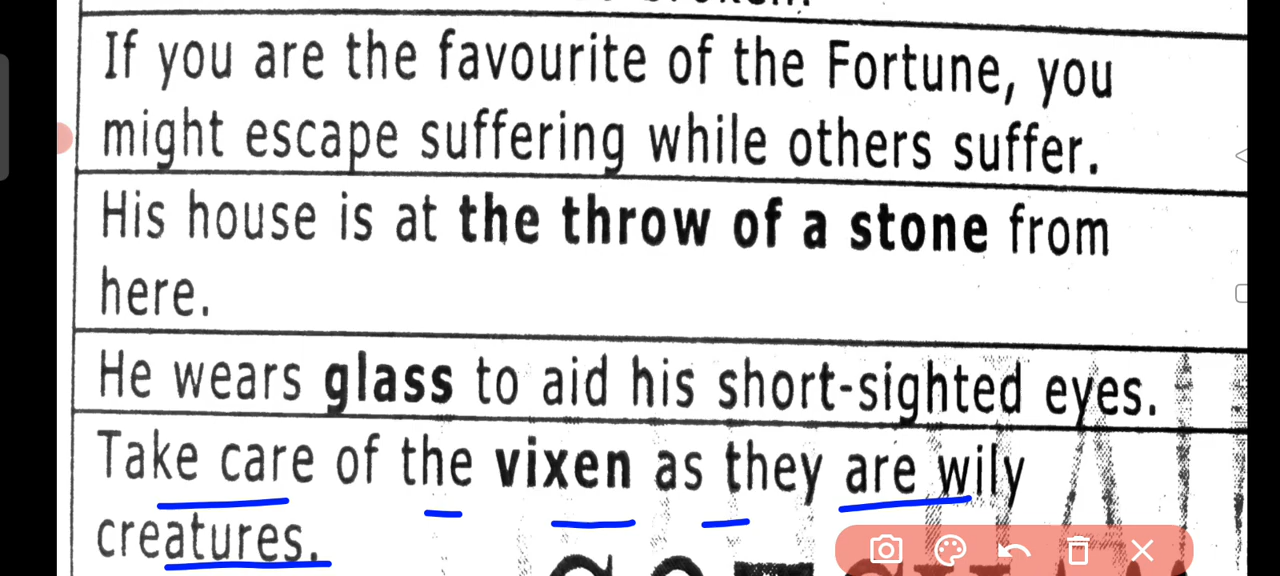 If you are the favourite of the Fortune, you
might escape suffering while others suffer.
His house is at the throw of a stone from
here.
He wears glass to aid his short-sighted eyes.
Take care of the vixen as they are wily
creatures.